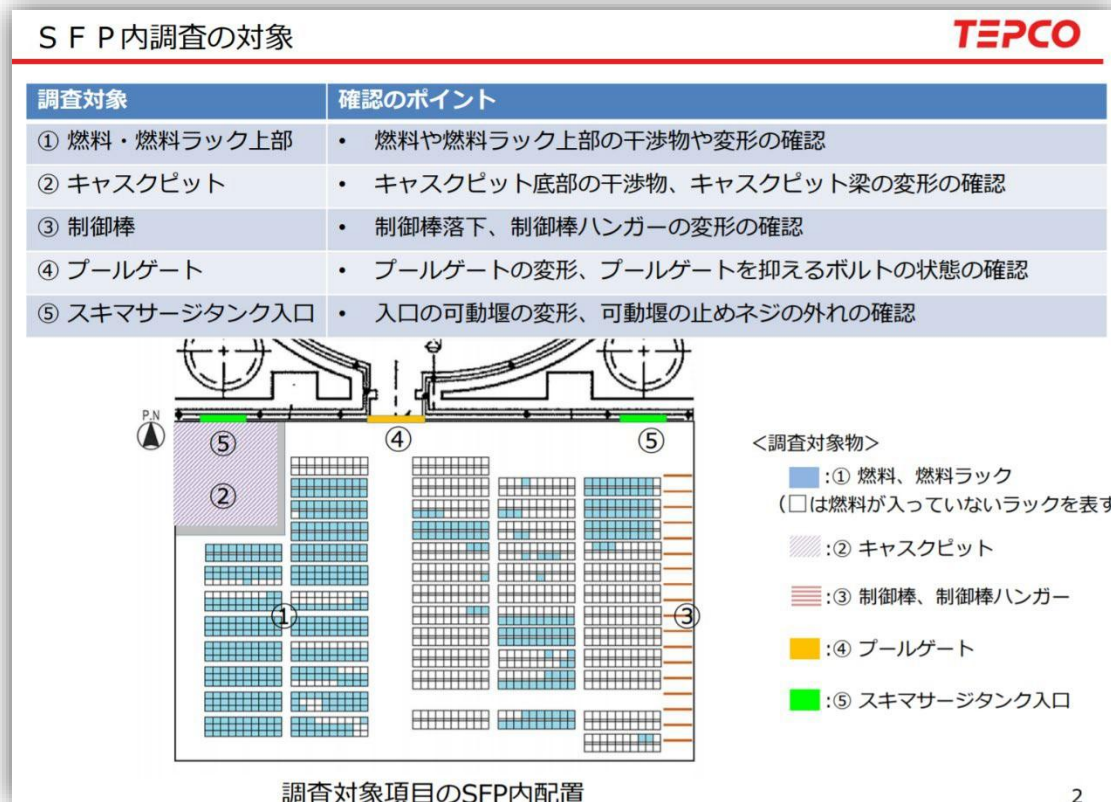 ＳＦＰ内調査の対象
TEPCO
調査対象 確認のポイント
① 燃料・燃料ラック上部 • 燃料や燃料ラック上部の干渉物や変形の確認
② キャスクピット • キャスクピット底部の干渉物、キャスクピット梁の変形の確認
③ 制御棒 • 制御棒落下、制御棒ハンガーの変形の確認
④ プールゲート • プールゲートの変形、プールゲートを抑えるボルトの状態の確認
⑤ スキマサージタンク入口 • 入口の可動堰の変形、可動堰の止めネジの外れの確認
P.N
⑤ ④ ⑤
②
① ③
＜調査対象物＞
:① 燃料、燃料ラック
(□は燃料が入っていないラックを表す
:② キャスクピット
:③ 制御棒、制御棒ハンガー
:④ プールゲート
:⑤ スキマサージタンク入口
調査対象項目のSFP内配置
2